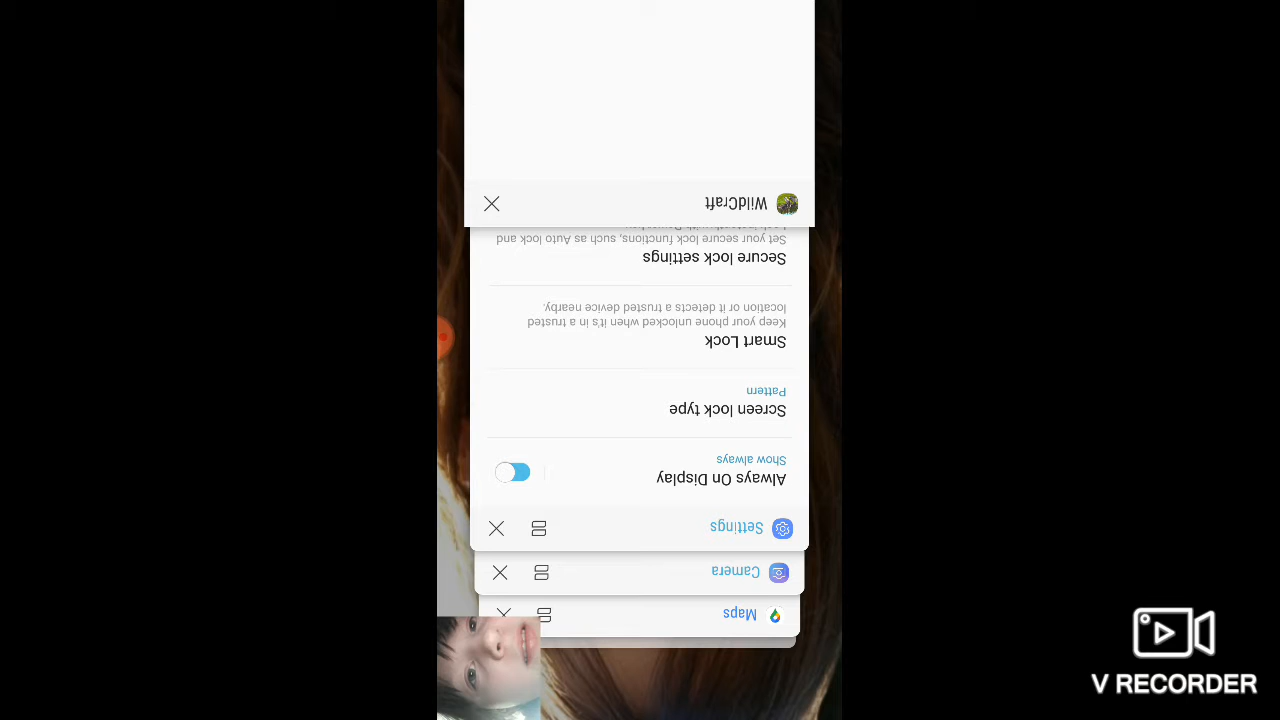 Maps
Camera
Settings
Always On Display
Show always
Screen lock type
Pattern
Smart Lock
Keep your phone unlocked when it's in a trusted
location or it detects a trusted device nearby.
Secure lock settings
Set your secure lock functions, such as Auto lock and
WildCraft
V RECORDER